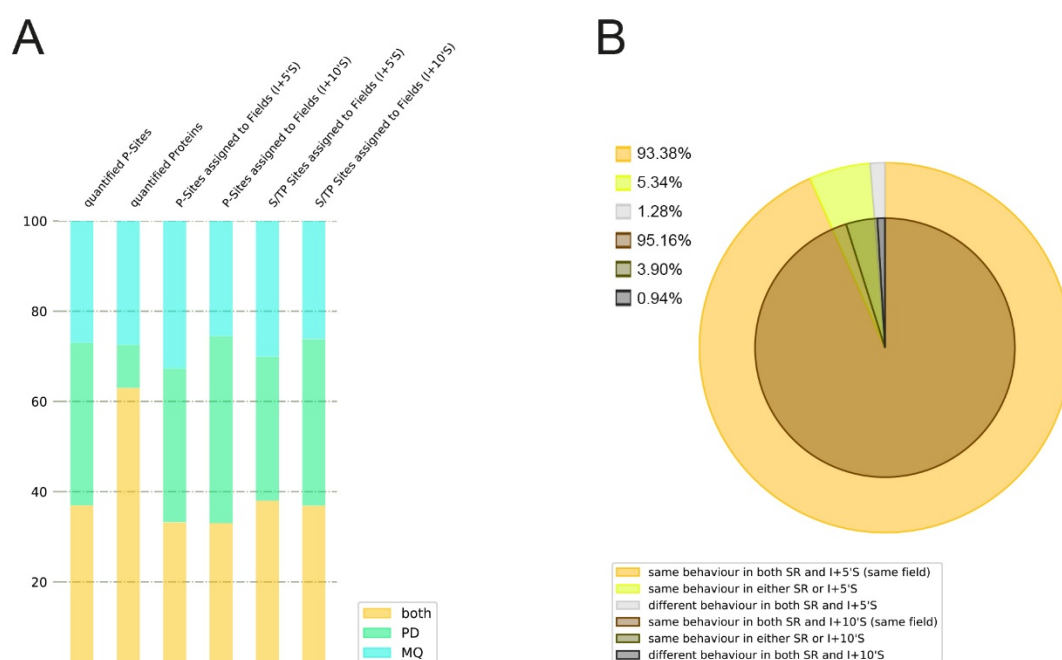 A
quantified P-Sites
quantified Proteins
P-Sites assigned to Fields (I+5'S)
P-Sites assigned to Fields (I+10'S)
S/TP Sites assigned to Fields (I+5'S)
S/TP Sites assigned to Fields (I+10'S)
100
80
60
40
20
both
PD
MQ
B
93.38%
5.34%
1.28%
95.16%
3.90%
0.94%
same behaviour in both SR and I+5'S (same field)
same behaviour in either SR or I+5'S
different behaviour in both SR and I+5'S
same behaviour in both SR and I+10'S (same field)
same behaviour in either SR or I+10'S
different behaviour in both SR and I+10'S